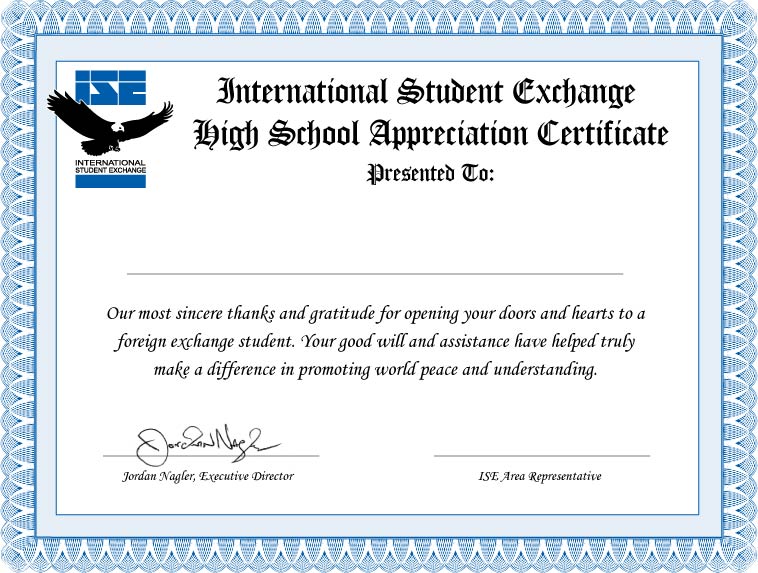 ISE
INTERNATIONAL
STUDENT EXCHANGE
International Student Exchange
High School Appreciation Certificate
Presented To:
Our most sincere thanks and gratitude for opening your doors and hearts to a
foreign exchange student. Your good will and assistance have helped truly
make a difference in promoting world peace and understanding.
Jordan Nagler
Jordan Nagler, Executive Director
ISE Area Representative